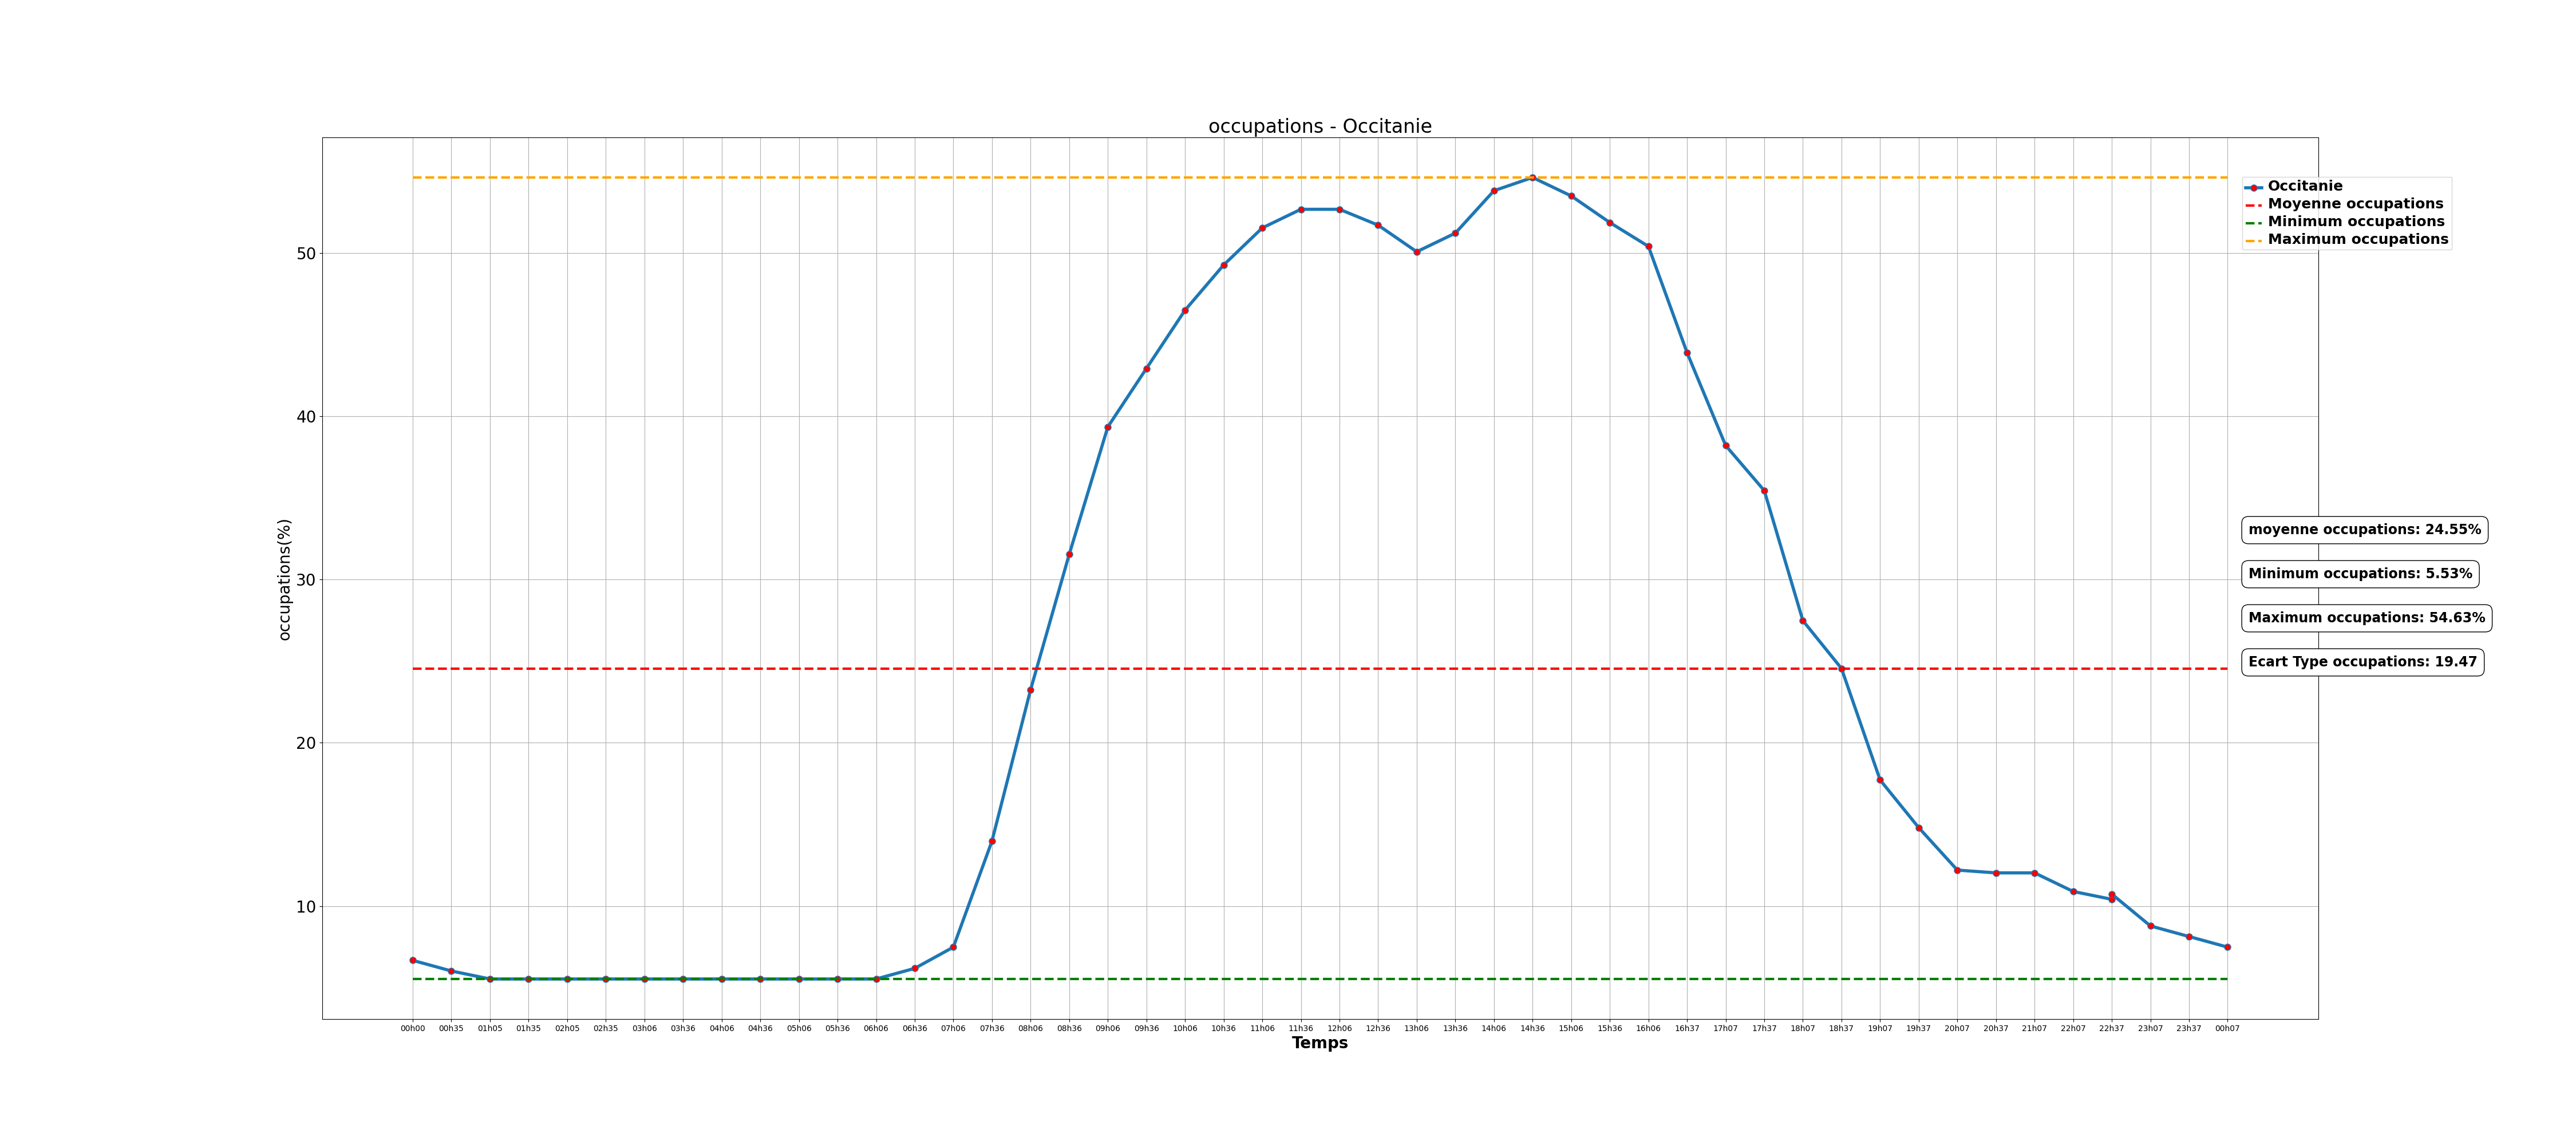 occupations - Occitanie
Occitanie
Moyenne occupations
Minimum occupations
Maximum occupations
50
40
30
20
10
occupations(%)
moyenne occupations: 24.55%
Minimum occupations: 5.53%
Maximum occupations: 54.63%
Ecart Type occupations: 19.47
00h00 00h35 01h05 01h35 02h05 02h35 03h06 03h36 04h06 04h36 05h06 05h36 06h06 06h36 07h06 07h36 08h06 08h36 09h06 09h36 10h06 10h36 11h06 11h36 12h06 12h36 13h06 13h36 14h06 14h36 15h06 15h36 16h06 16h37 17h07 17h37 18h07 18h37 19h07 19h37 20h07 20h37 21h07 22h07 22h37 23h07 23h37 00h07
Temps